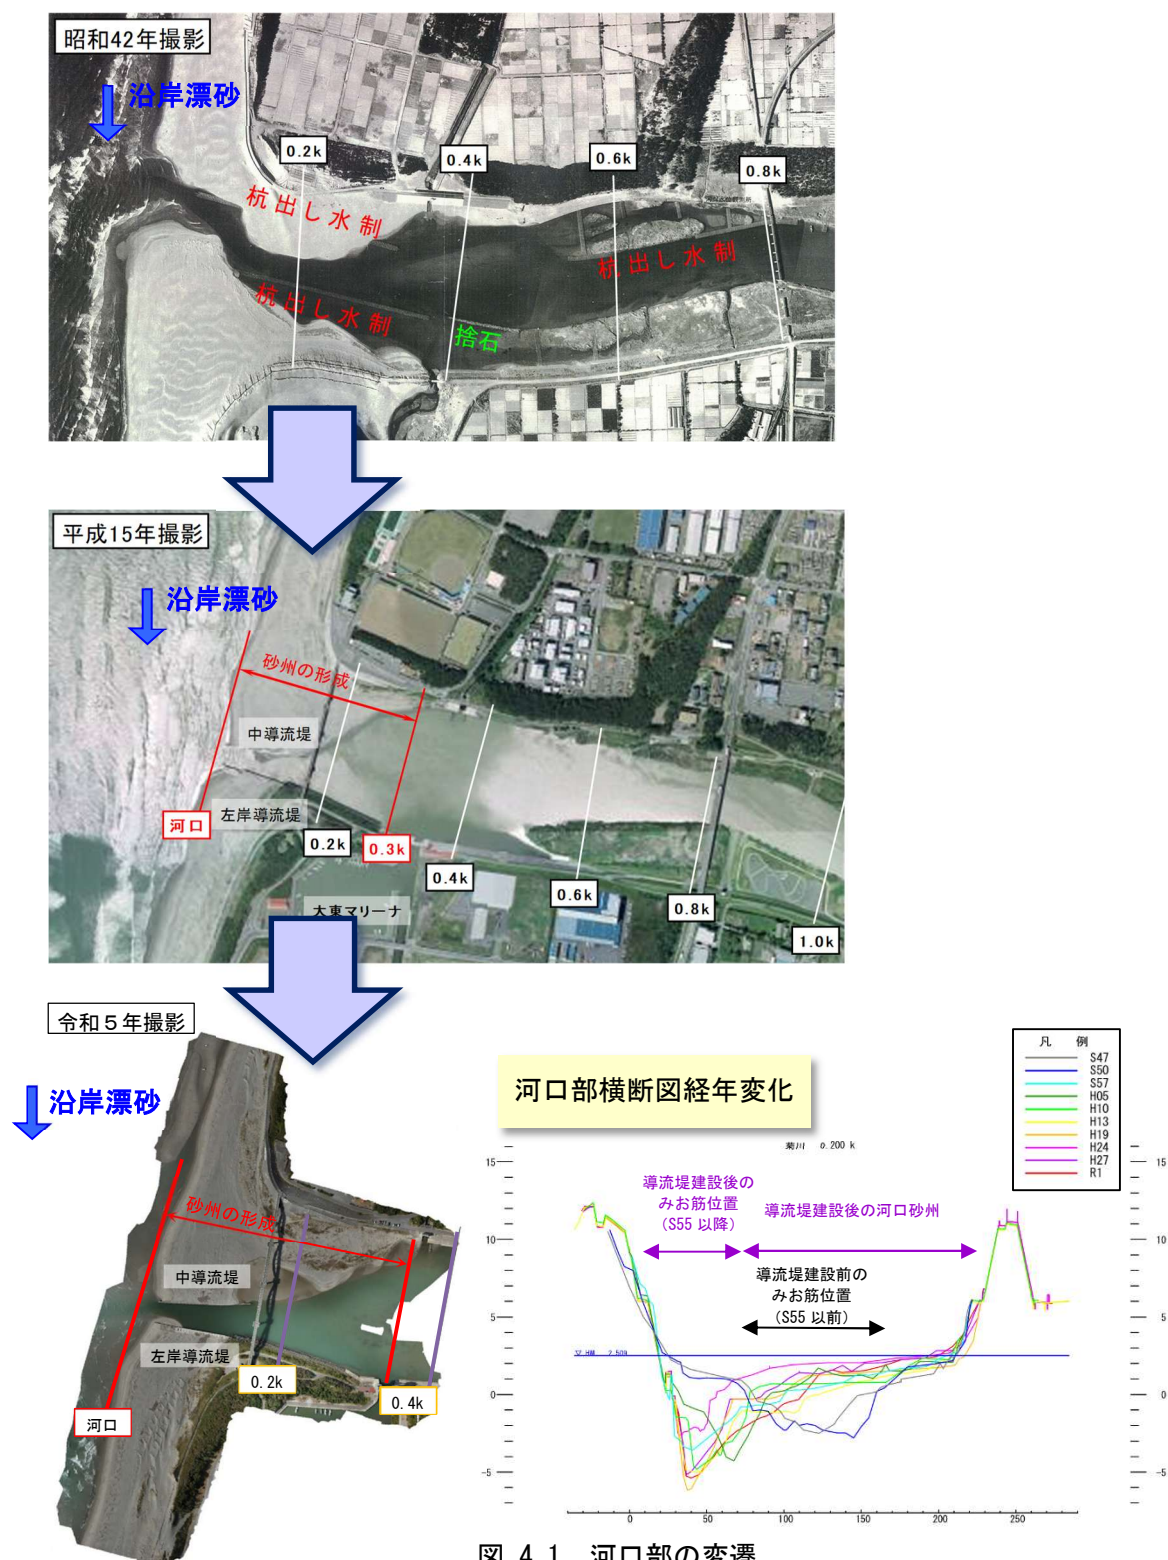 昭和42年撮影
沿岸漂砂
0.2k
0.4k
0.6k
0.8k
杭出し水制
杭出し水制
杭出し水制
捨石
平成15年撮影
沿岸漂砂
砂州の形成
中導流堤
左岸導流堤
河口
0.2k
0.3k
0.4k
0.6k
0.8k
1.0k
大東マリーナ
令和5年撮影
沿岸漂砂
砂州の形成
中導流堤
左岸導流堤
0.2k
0.4k
河口
河口部横断図経年変化
凡 例
S47
S50
S57
H05
H10
H13
H19
H24
H27
R1
菊川 0.200 k
導流堤建設後の
みお筋位置
(S55 以降)
導流堤建設後の河口砂州
導流堤建設前の
みお筋位置
(S55 以前)
15
10
5
0
-5
15
10
5
0
-5
0 50 100 150 200 250
図 4.1 河口部の変遷